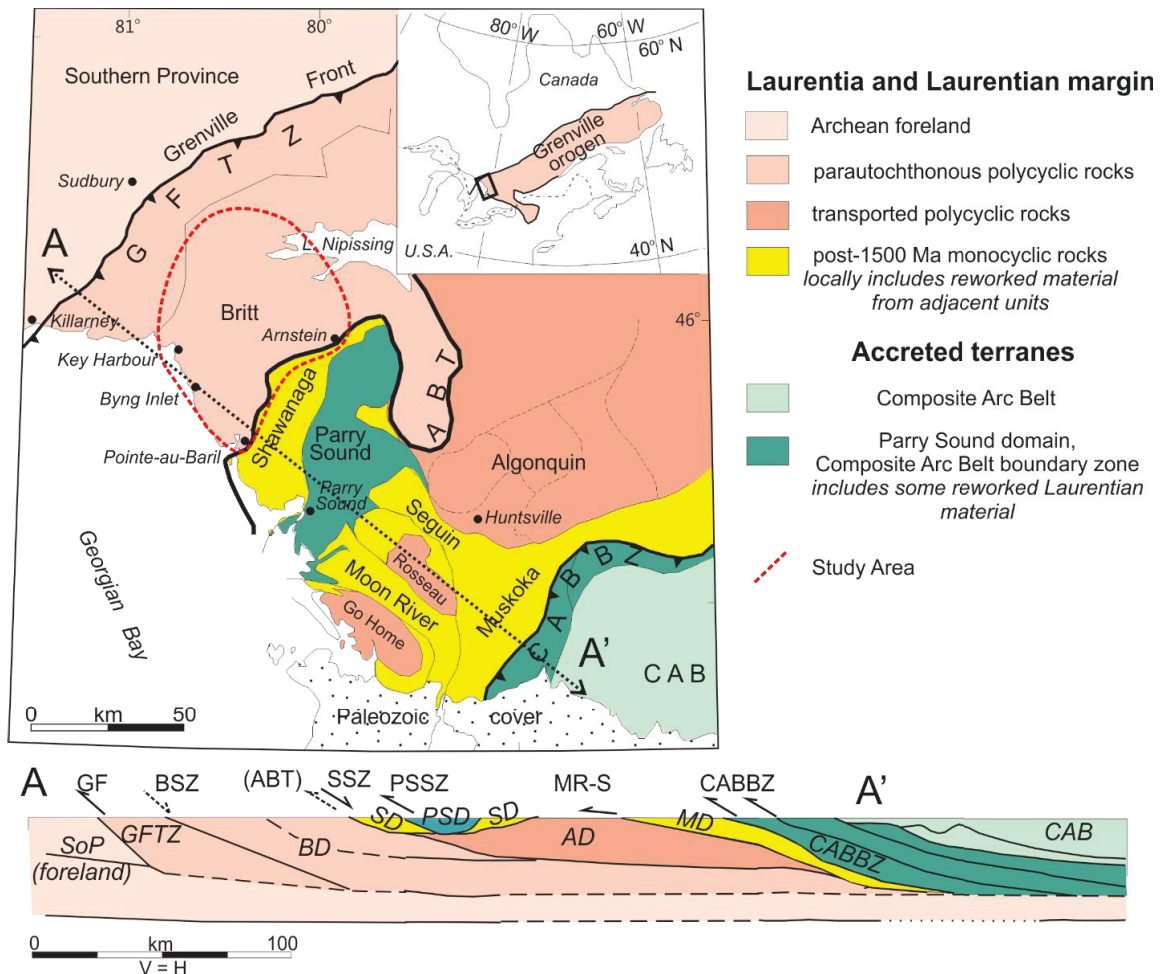 81°
80°
Southern Province
Grenville
Front
G F T Z
Sudbury
A
L. Nipissing
Britt
Killarney
Arnstein
46°
Key Harbour
Byng Inlet
Pointe-au-Baril
Shawanaga
Parry
Sound
Parry
Sound
A B T
Algonquin
Huntsville
Seguin
Rosseau
Moon River
Go Home
Muskoka
C A B B Z
A'
C A B
Georgian Bay
0 km 50
Paleozoic cover
80° W
60° W
60° N
Canada
Grenville
orogen
U.S.A.
40° N
Laurentia and Laurentian margin
Archean foreland
parautochthonous polycyclic rocks
transported polycyclic rocks
post-1500 Ma monocyclic rocks
locally includes reworked material
from adjacent units
Accreted terranes
Composite Arc Belt
Parry Sound domain,
Composite Arc Belt boundary zone
includes some reworked Laurentian
material
Study Area
A GF BSZ (ABT) SSZ PSSZ MR-S CABBZ A'
SoP
(foreland)
GFTZ
BD
SD
PSD
SD
AD
MD
CABBZ
CAB
0 km 100
V = H